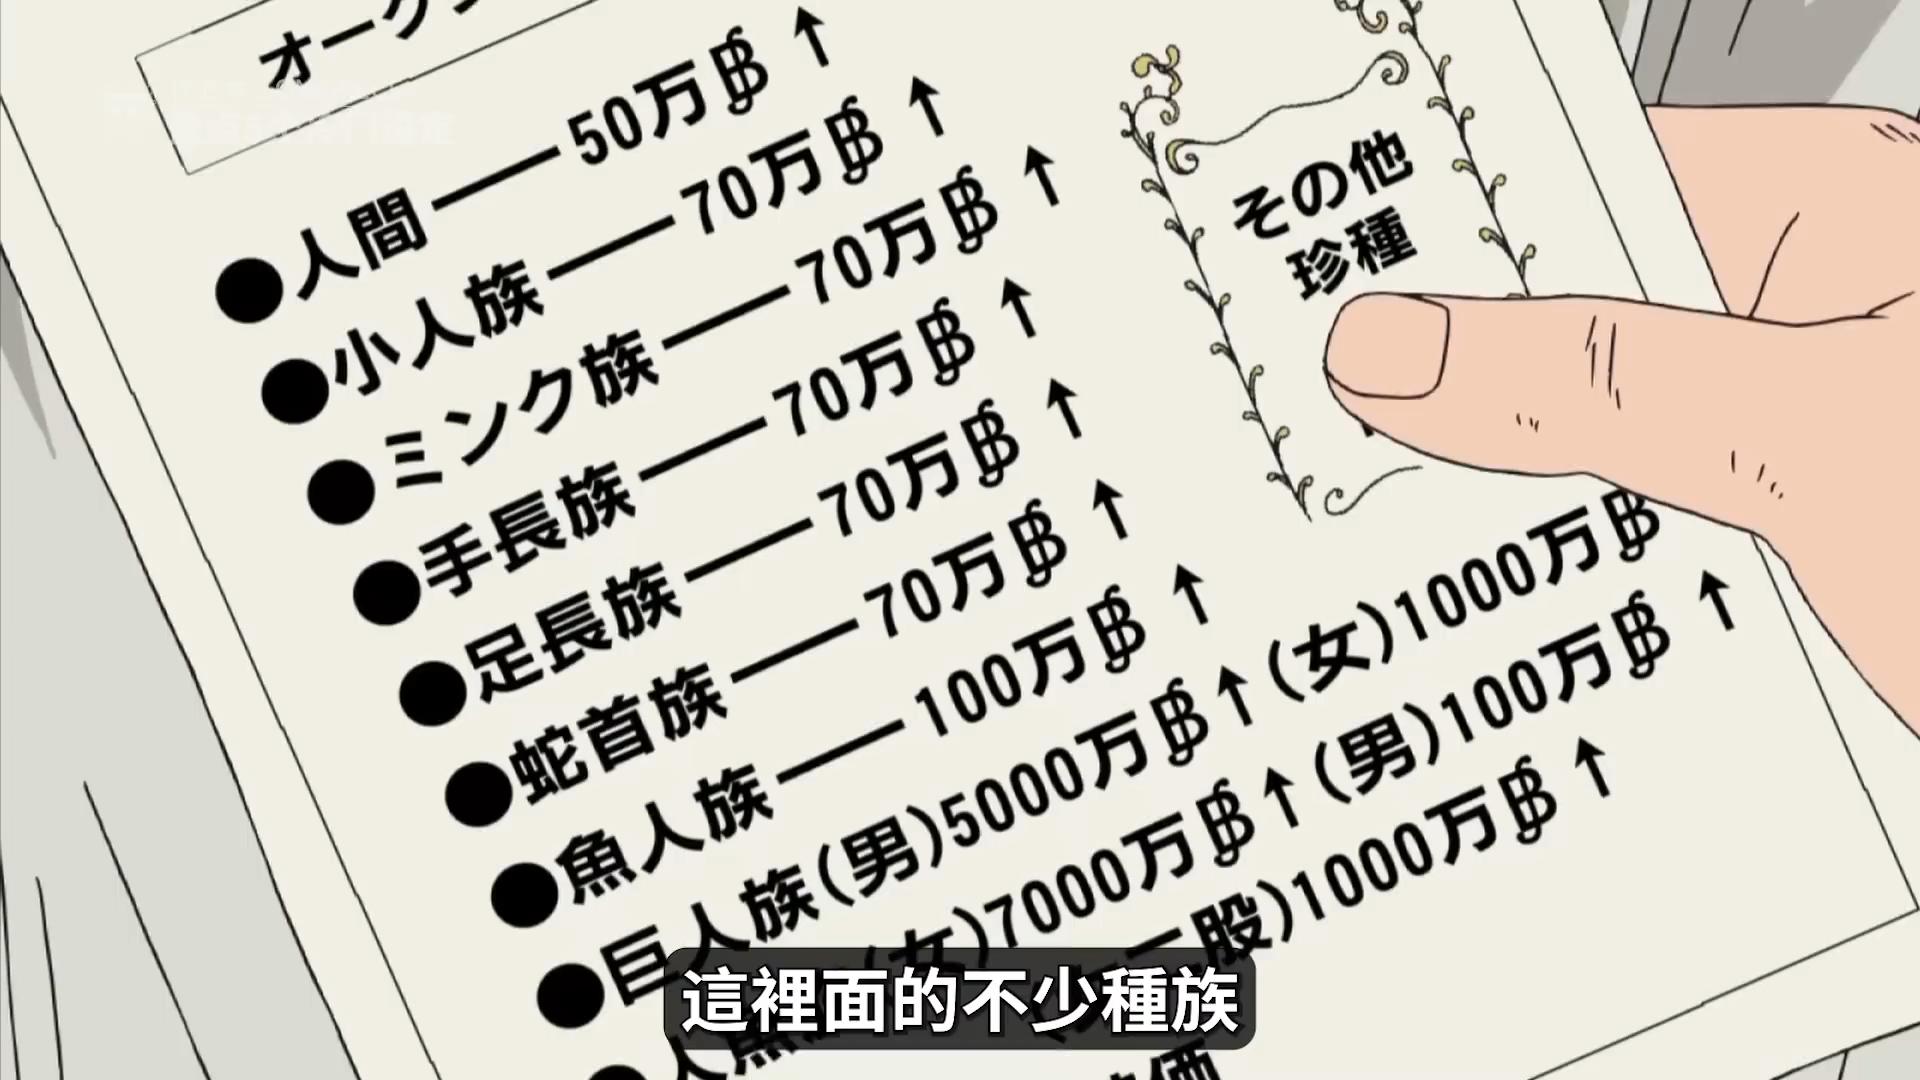 オーク
●人間——50万฿↑
●小人族——70万฿↑
●ミンク族——70万฿↑
●手長族——70万฿↑
●足長族——70万฿↑
●蛇首族——70万฿↑
●魚人族——100万฿↑
●巨人族(男)5000万฿↑(女)1000万฿
(女)7000万฿↑(男)100万฿↑
二股)1000万฿↑
その他
珍種
這裡面的不少種族